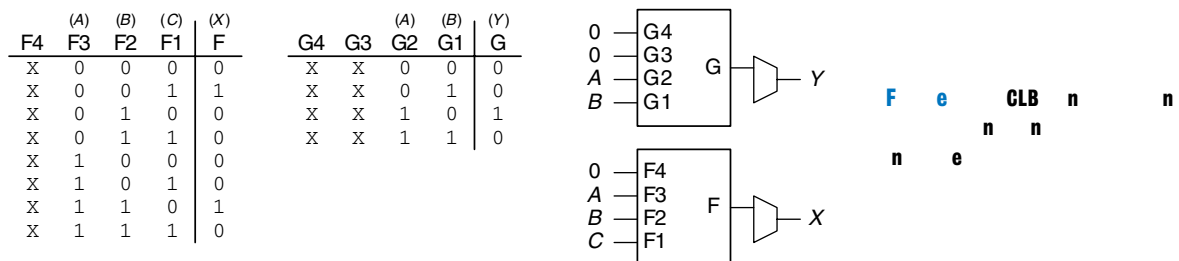 (A) (B) (C) (X)
F4 F3 F2 F1 F
X 0 0 0 0
X 0 0 1 1
X 0 1 0 0
X 0 1 1 0
X 1 0 0 0
X 1 0 1 0
X 1 1 0 1
X 1 1 1 0
(A) (B) (Y)
G4 G3 G2 G1 G
X X 0 0 0
X X 0 1 0
X X 1 0 1
X X 1 1 0
0 G4
0 G3
A G2 G Y
B G1
0 F4
A F3
B F2 F X
C F1
F e CLB n n
n n
n e